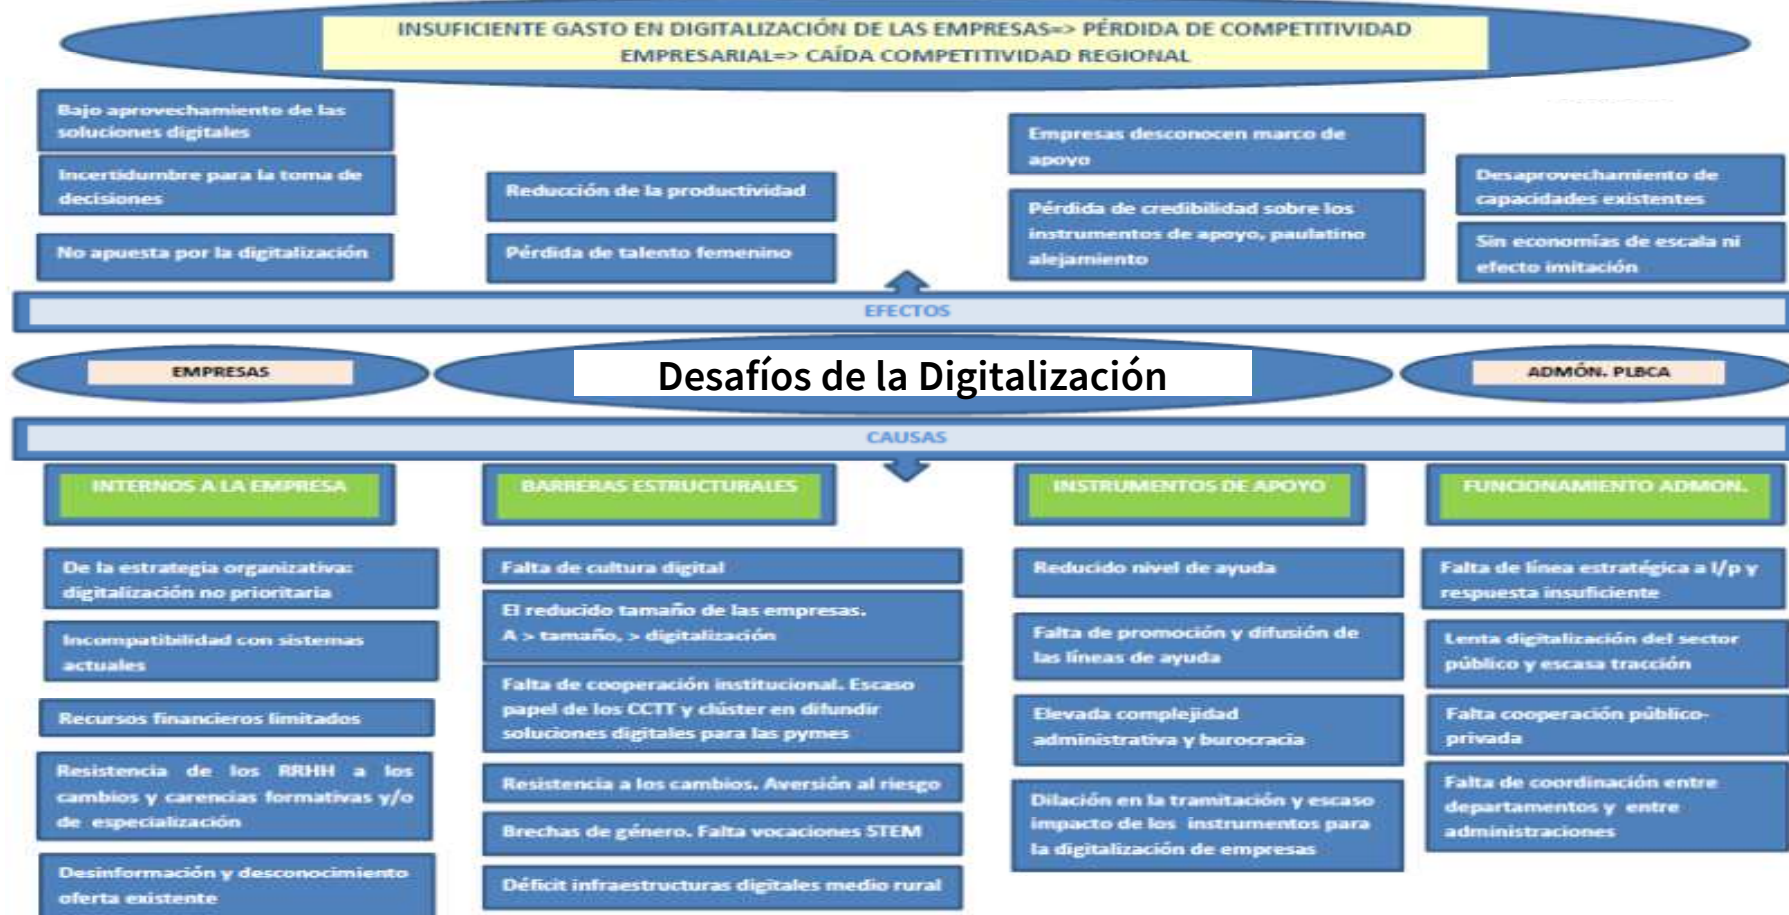 INSUFICIENTE GASTO EN DIGITALIZACIÓN DE LAS EMPRESAS=> PÉRDIDA DE COMPETITIVIDAD
EMPRESARIAL=> CAÍDA COMPETITIVIDAD REGIONAL
Bajo aprovechamiento de las
soluciones digitales
Incertidumbre para la toma de
decisiones
No apuesta por la digitalización
Reducción de la productividad
Pérdida de talento femenino
Empresas desconocen marco de
apoyo
Pérdida de credibilidad sobre los
instrumentos de apoyo, paulatino
alejamiento
Desaprovechamiento de
capacidades existentes
Sin economías de escala ni
efecto imitación
EFECTOS
EMPRESAS
Desafíos de la Digitalización
ADMÓN. PLBCA
CAUSAS
INTERNOS A LA EMPRESA
De la estrategia organizativa:
digitalización no prioritaria
Incompatibilidad con sistemas
actuales
Recursos financieros limitados
Resistencia de los RRHH a los
cambios y carencias formativas y/o
de especialización
Desinformación y desconocimiento
oferta existente
BARRERAS ESTRUCTURALES
Falta de cultura digital
El reducido tamaño de las empresas.
A > tamaño, > digitalización
Falta de cooperación institucional. Escaso
papel de los CCTT y clúster en difundir
soluciones digitales para las pymes
Resistencia a los cambios. Aversión al riesgo
Brechas de género. Falta vocaciones STEM
Déficit infraestructuras digitales medio rural
INSTRUMENTOS DE APOYO
Reducido nivel de ayuda
Falta de promoción y difusión de
las líneas de ayuda
Elevada complejidad
administrativa y burocracia
Dilación en la tramitación y escaso
impacto de los instrumentos para
la digitalización de empresas
FUNCIONAMIENTO ADMON.
Falta de línea estratégica a l/p y
respuesta insuficiente
Lenta digitalización del sector
público y escasa tracción
Falta cooperación público-
privada
Falta de coordinación entre
departamentos y entre
administraciones